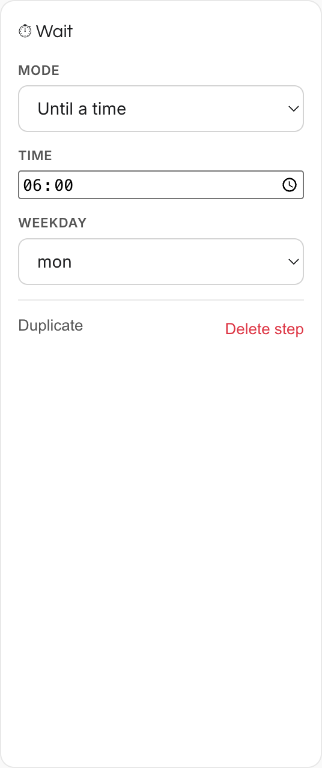 ⏱ Wait
MODE
Until a time
TIME
06:00
WEEKDAY
mon
Duplicate
Delete step